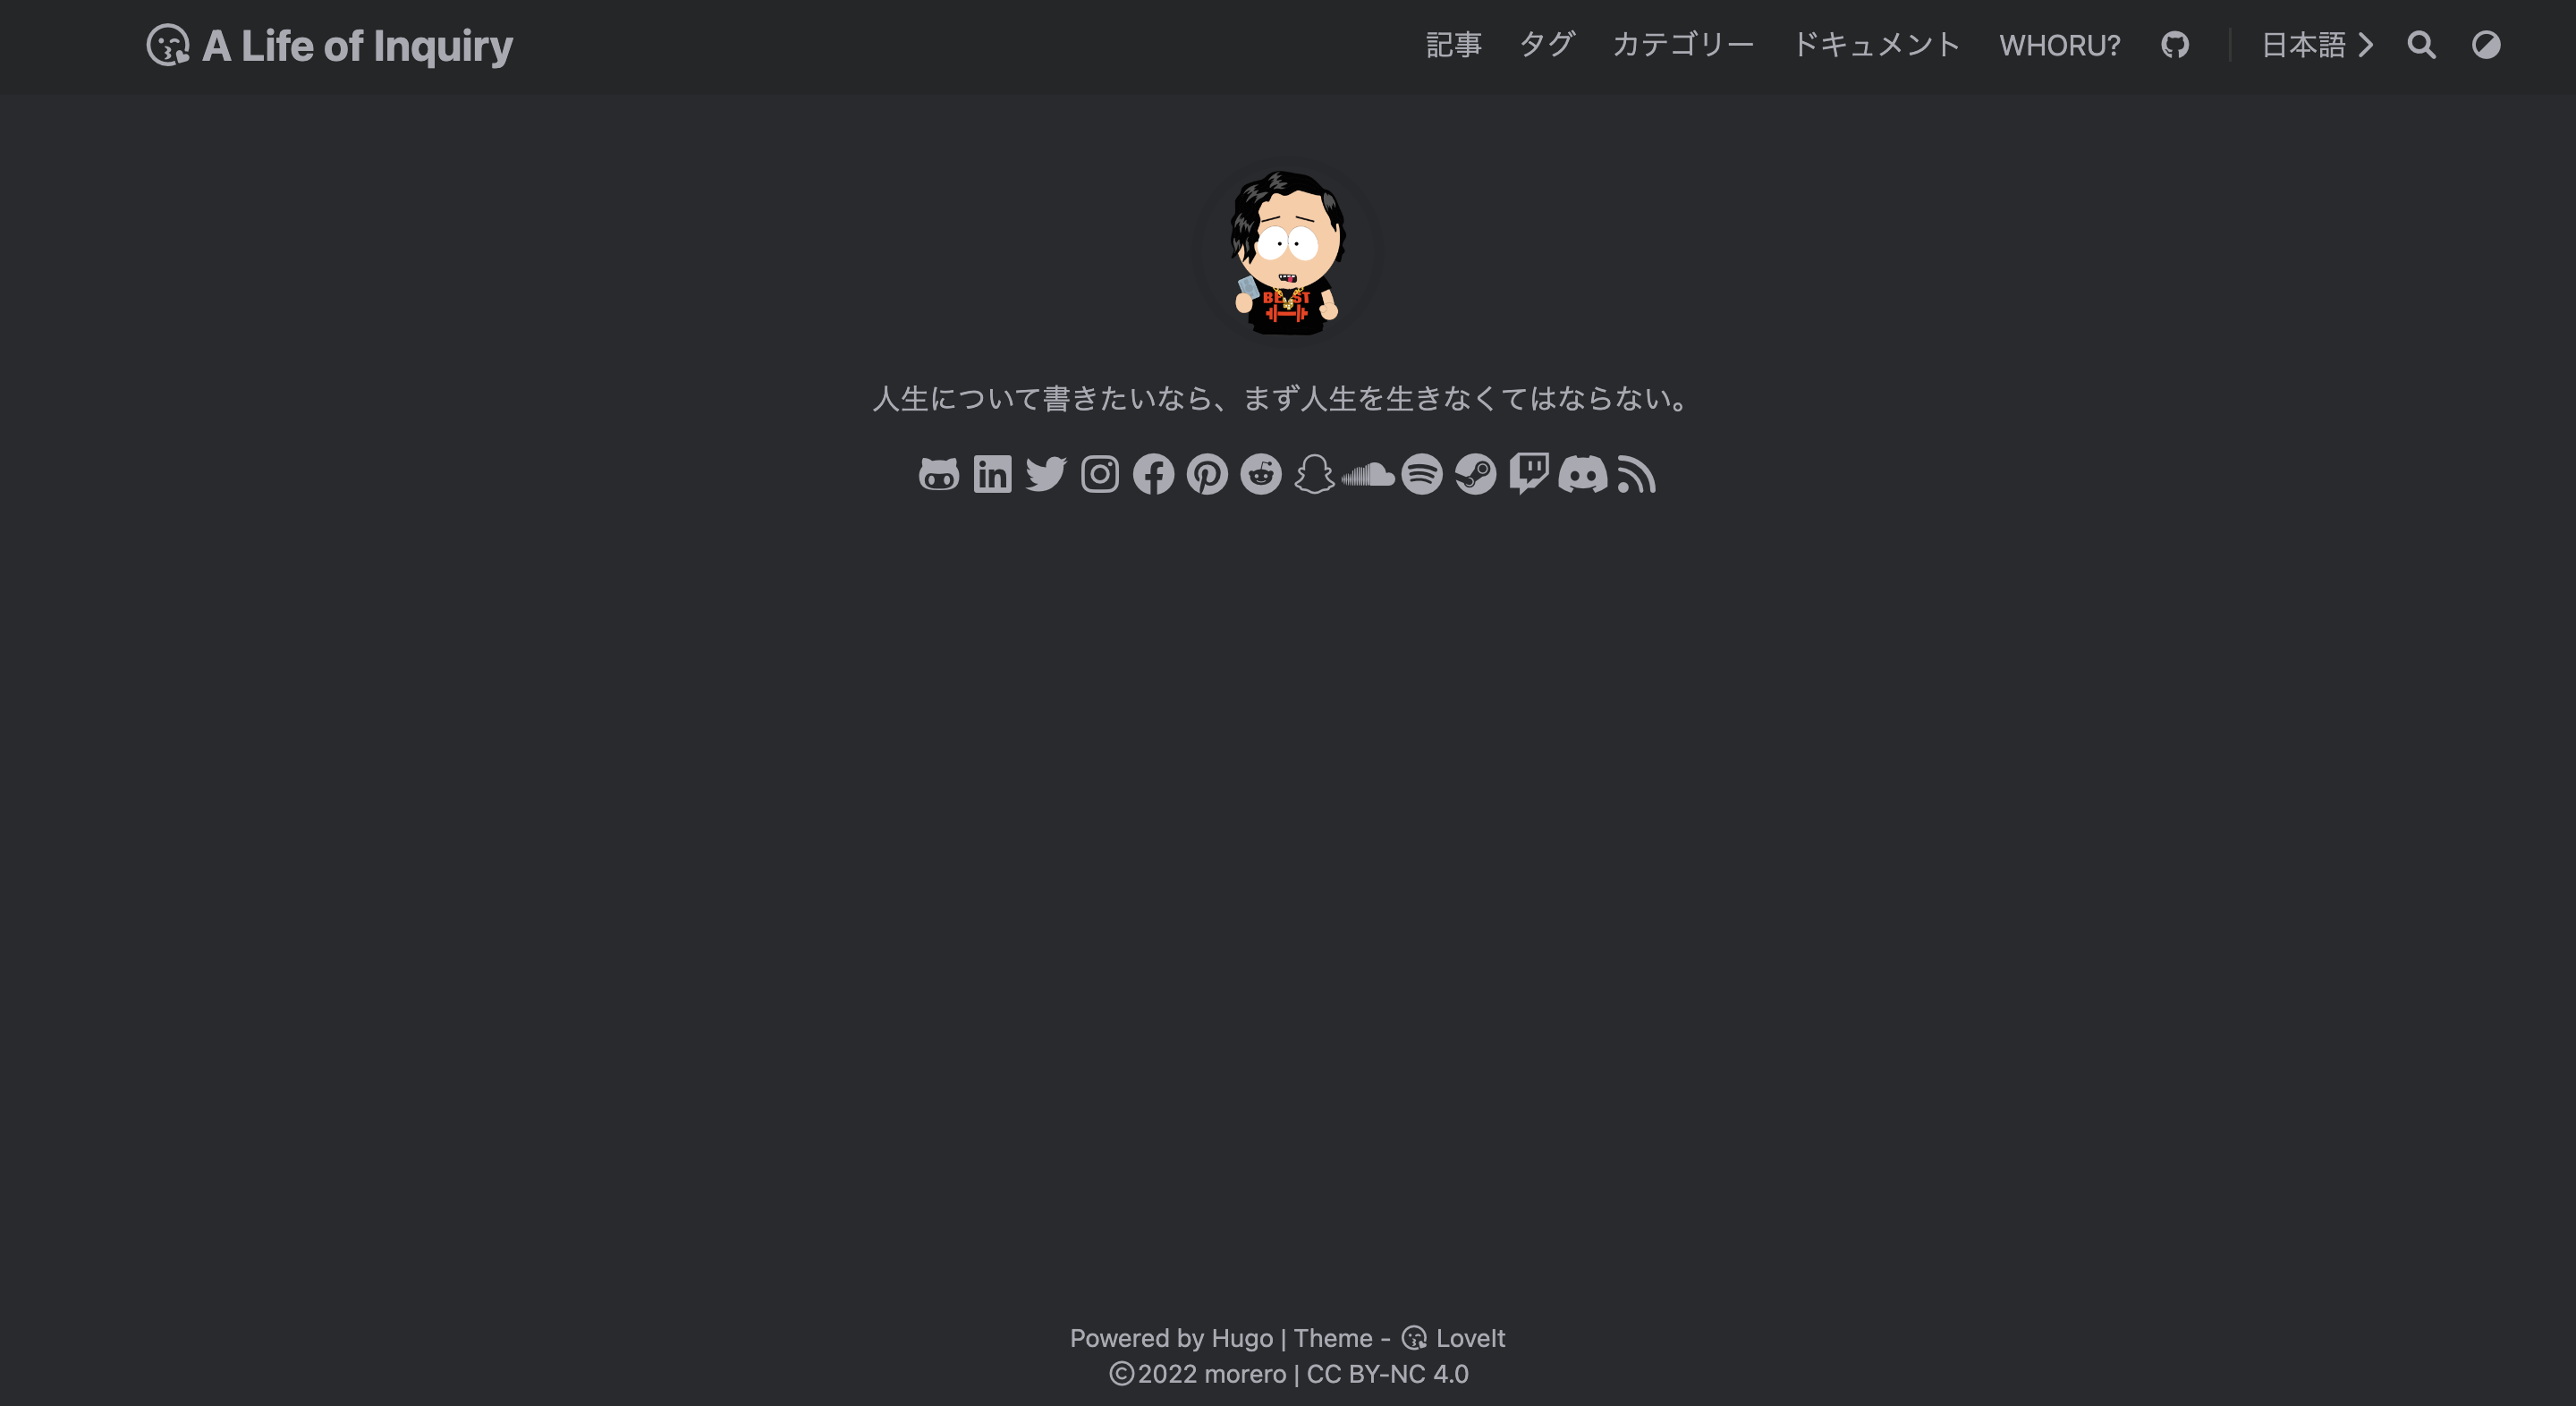 A Life of Inquiry
記事 タグ カテゴリー ドキュメント WHORU? 日本語
BEAST
人生について書きたいなら、まず人生を生きなくてはならない。
in
Powered by Hugo | Theme - LoveIt
©2022 morero | CC BY-NC 4.0